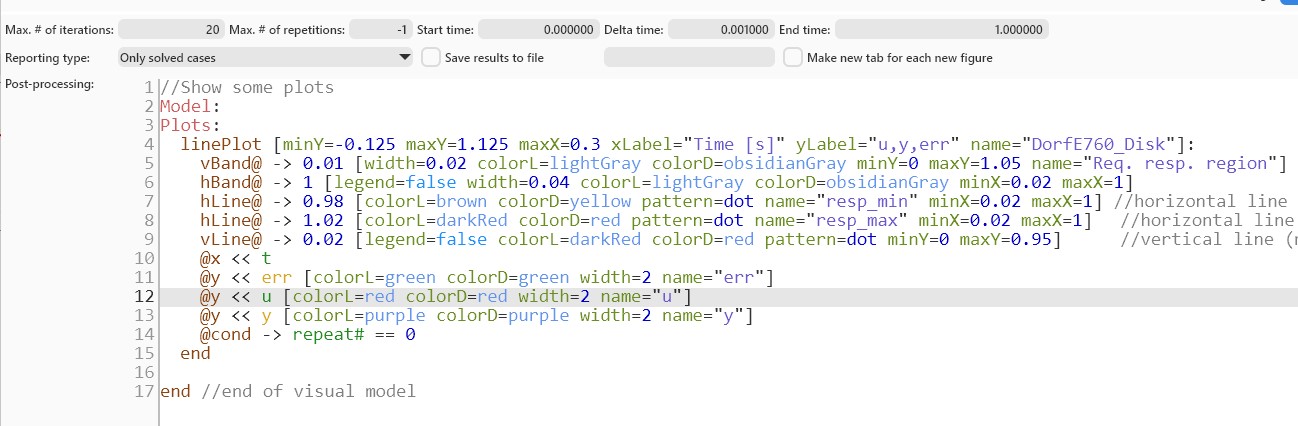 Max. # of iterations: 20 Max. # of repetitions: -1 Start time: 0.000000 Delta time: 0.001000 End time: 1.000000
Reporting type: Only solved cases Save results to file Make new tab for each new figure
Post-processing:
1 //Show some plots
2 Model:
3 Plots:
4 linePlot [minY=-0.125 maxY=1.125 maxX=0.3 xLabel="Time [s]" yLabel="u,y,err" name="DorfE760_Disk"]:
5 vBand@ -> 0.01 [width=0.02 colorL=lightGray colorD=obsidianGray minY=0 maxY=1.05 name="Req. resp. region"]
6 hBand@ -> 1 [legend=false width=0.04 colorL=lightGray colorD=obsidianGray minX=0.02 maxX=1]
7 hLine@ -> 0.98 [colorL=brown colorD=yellow pattern=dot name="resp_min" minX=0.02 maxX=1] //horizontal line
8 hLine@ -> 1.02 [colorL=darkRed colorD=red pattern=dot name="resp_max" minX=0.02 maxX=1] //horizontal line
9 vLine@ -> 0.02 [legend=false colorL=darkRed colorD=red pattern=dot minY=0 maxY=0.95] //vertical line (
10 @x << t
11 @y << err [colorL=green colorD=green width=2 name="err"]
12 @y << u [colorL=red colorD=red width=2 name="u"]
13 @y << y [colorL=purple colorD=purple width=2 name="y"]
14 @cond -> repeat# == 0
15 end
16
17 end //end of visual model